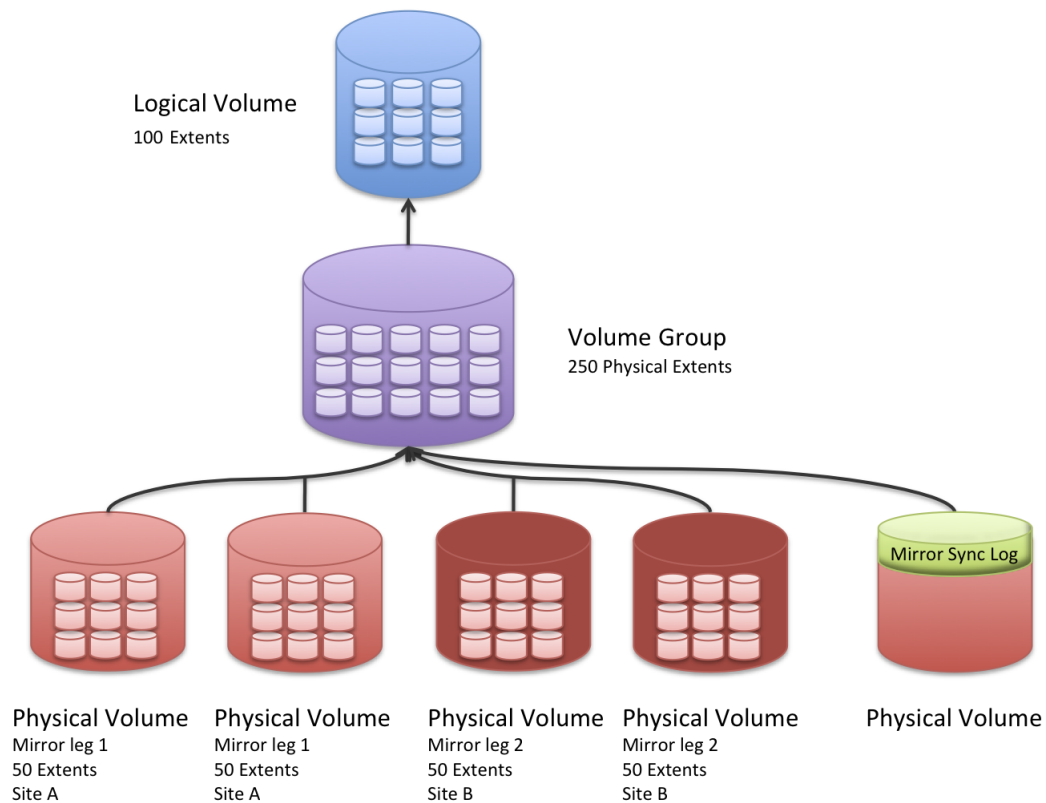 Logical Volume
100 Extents
Volume Group
250 Physical Extents
Mirror Sync Log
Physical Volume
Mirror leg 1
50 Extents
Site A
Physical Volume
Mirror leg 1
50 Extents
Site A
Physical Volume
Mirror leg 2
50 Extents
Site B
Physical Volume
Mirror leg 2
50 Extents
Site B
Physical Volume